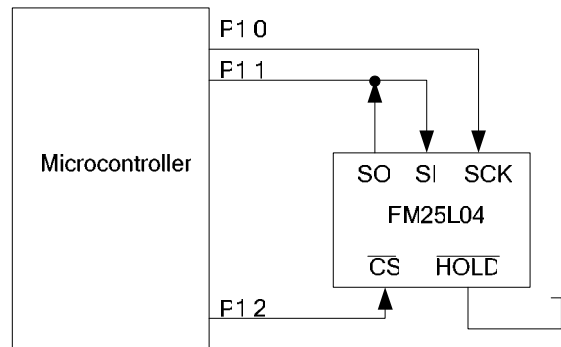 P1 0
P1 1
Microcontroller
SO SI SCK
FM25L04
CS HOLD
P1 2